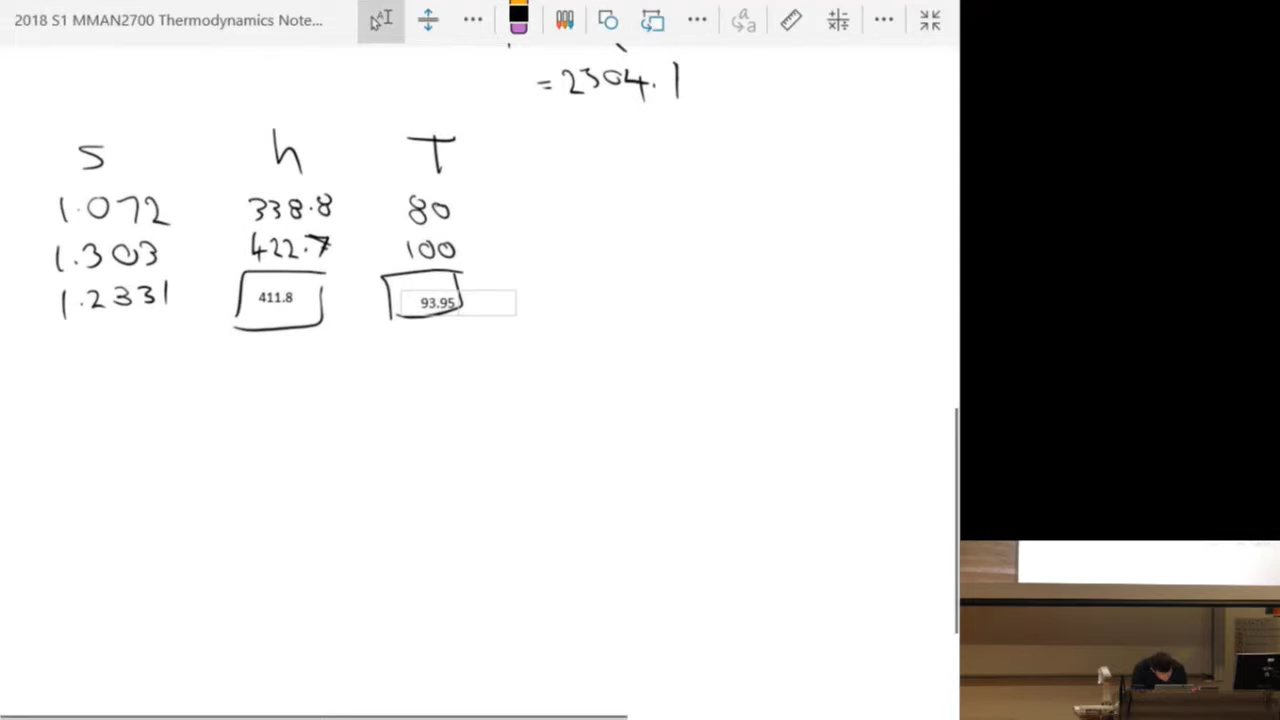 2018 S1 MMAN2700 Thermodynamics Note...
= 2304.1
s h T
1.072 338.8 80
1.303 422.7 100
1.2331 411.8 93.95